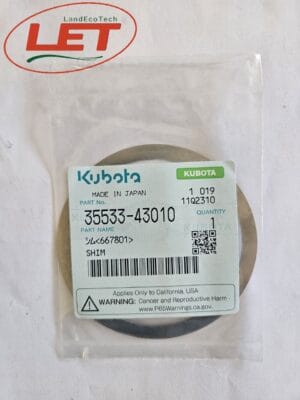 LandEcoTech
LET
Kubota
KUBOTA
MADE IN JAPAN
1 019
PART No.
11Q2310
35533-43010
QUANTITY
PART NAME
1
シム<667801>
SHIM
Applies Only to California, USA
WARNING: Cancer and Reproductive Harm -
www.P65Warnings.ca.gov.